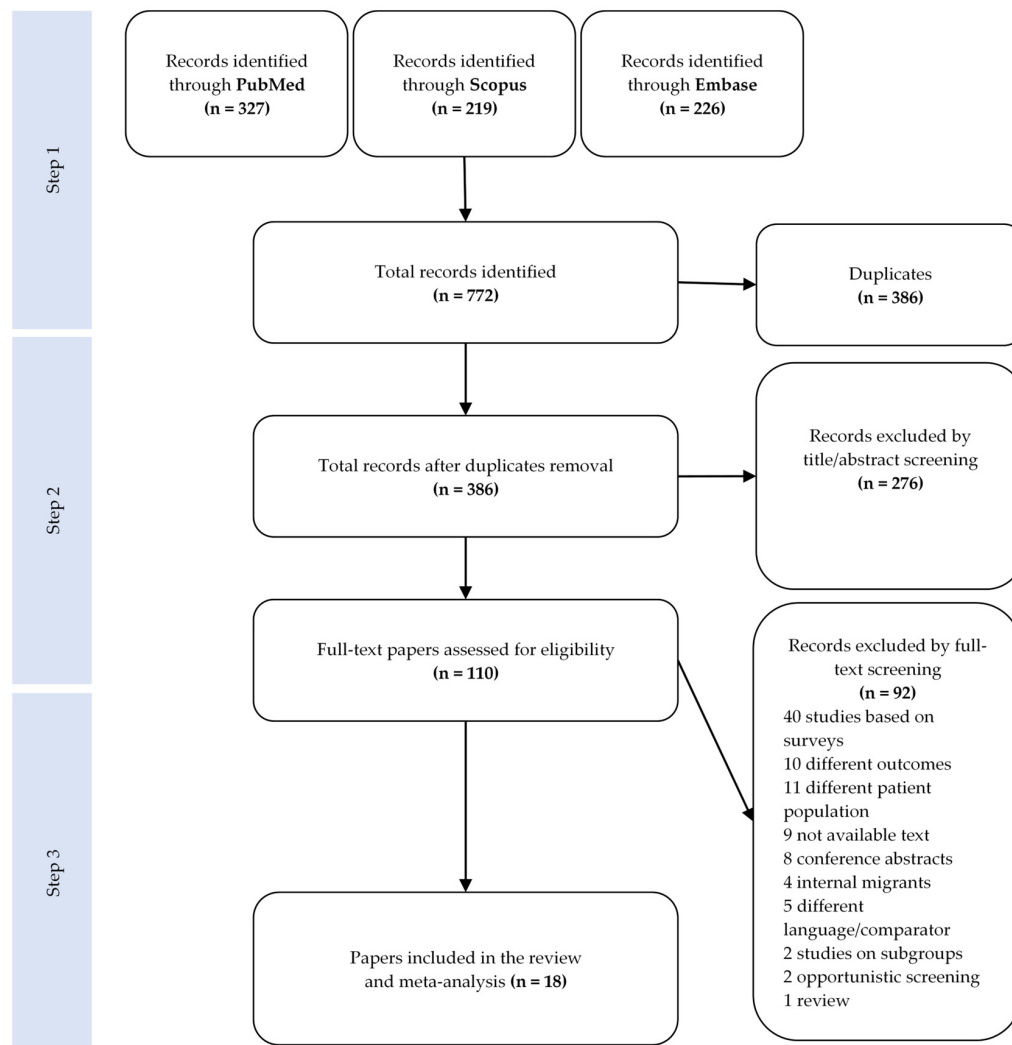 Step 1
Records identified
through PubMed
(n = 327)
Records identified
through Scopus
(n = 219)
Records identified
through Embase
(n = 226)
Total records identified
(n = 772)
Duplicates
(n = 386)
Step 2
Total records after duplicates removal
(n = 386)
Records excluded by
title/abstract screening
(n = 276)
Full-text papers assessed for eligibility
(n = 110)
Records excluded by full-
text screening
(n = 92)
40 studies based on
surveys
10 different outcomes
11 different patient
population
9 not available text
8 conference abstracts
4 internal migrants
5 different
language/comparator
2 studies on subgroups
2 opportunistic screening
1 review
Step 3
Papers included in the review
and meta-analysis (n = 18)